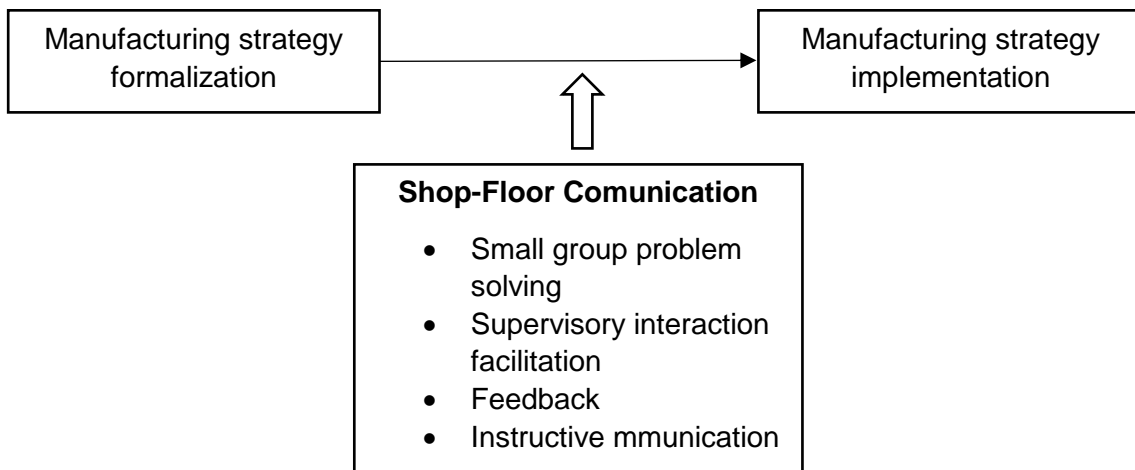 Manufacturing strategy
formalization
Manufacturing strategy
implementation
Shop-Floor Comunication
• Small group problem
solving
• Supervisory interaction
facilitation
• Feedback
• Instructive mmunication